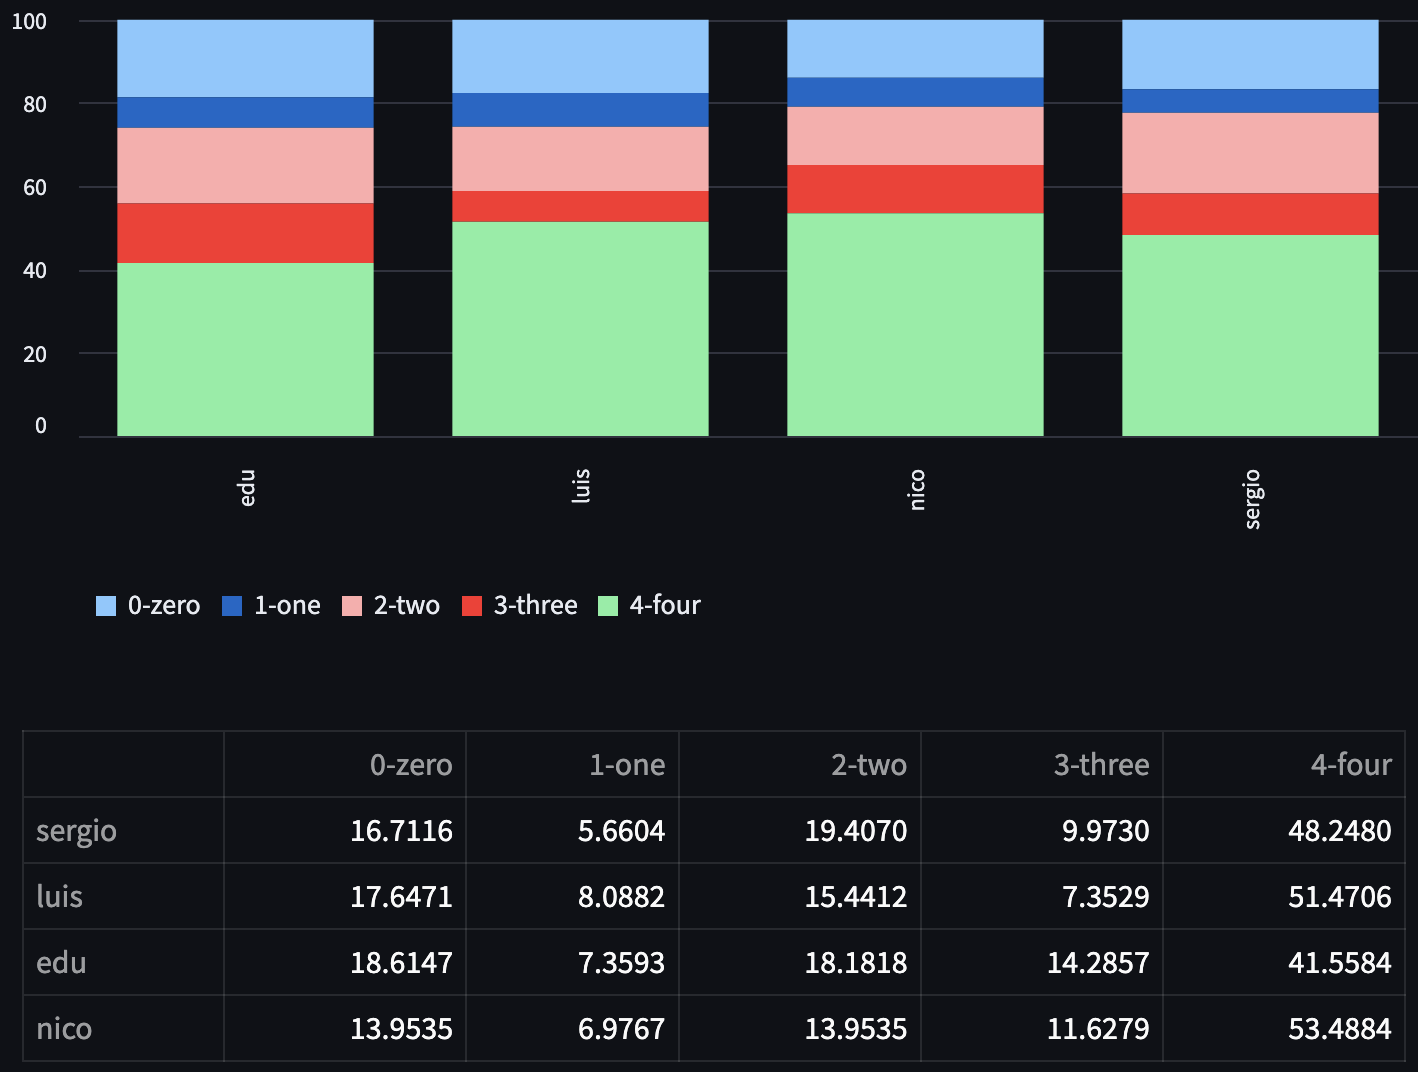 100
80
60
40
20
0
edu
luis
nico
sergio
0-zero 1-one 2-two 3-three 4-four
0-zero 1-one 2-two 3-three 4-four
sergio 16.7116 5.6604 19.4070 9.9730 48.2480
luis 17.6471 8.0882 15.4412 7.3529 51.4706
edu 18.6147 7.3593 18.1818 14.2857 41.5584
nico 13.9535 6.9767 13.9535 11.6279 53.4884